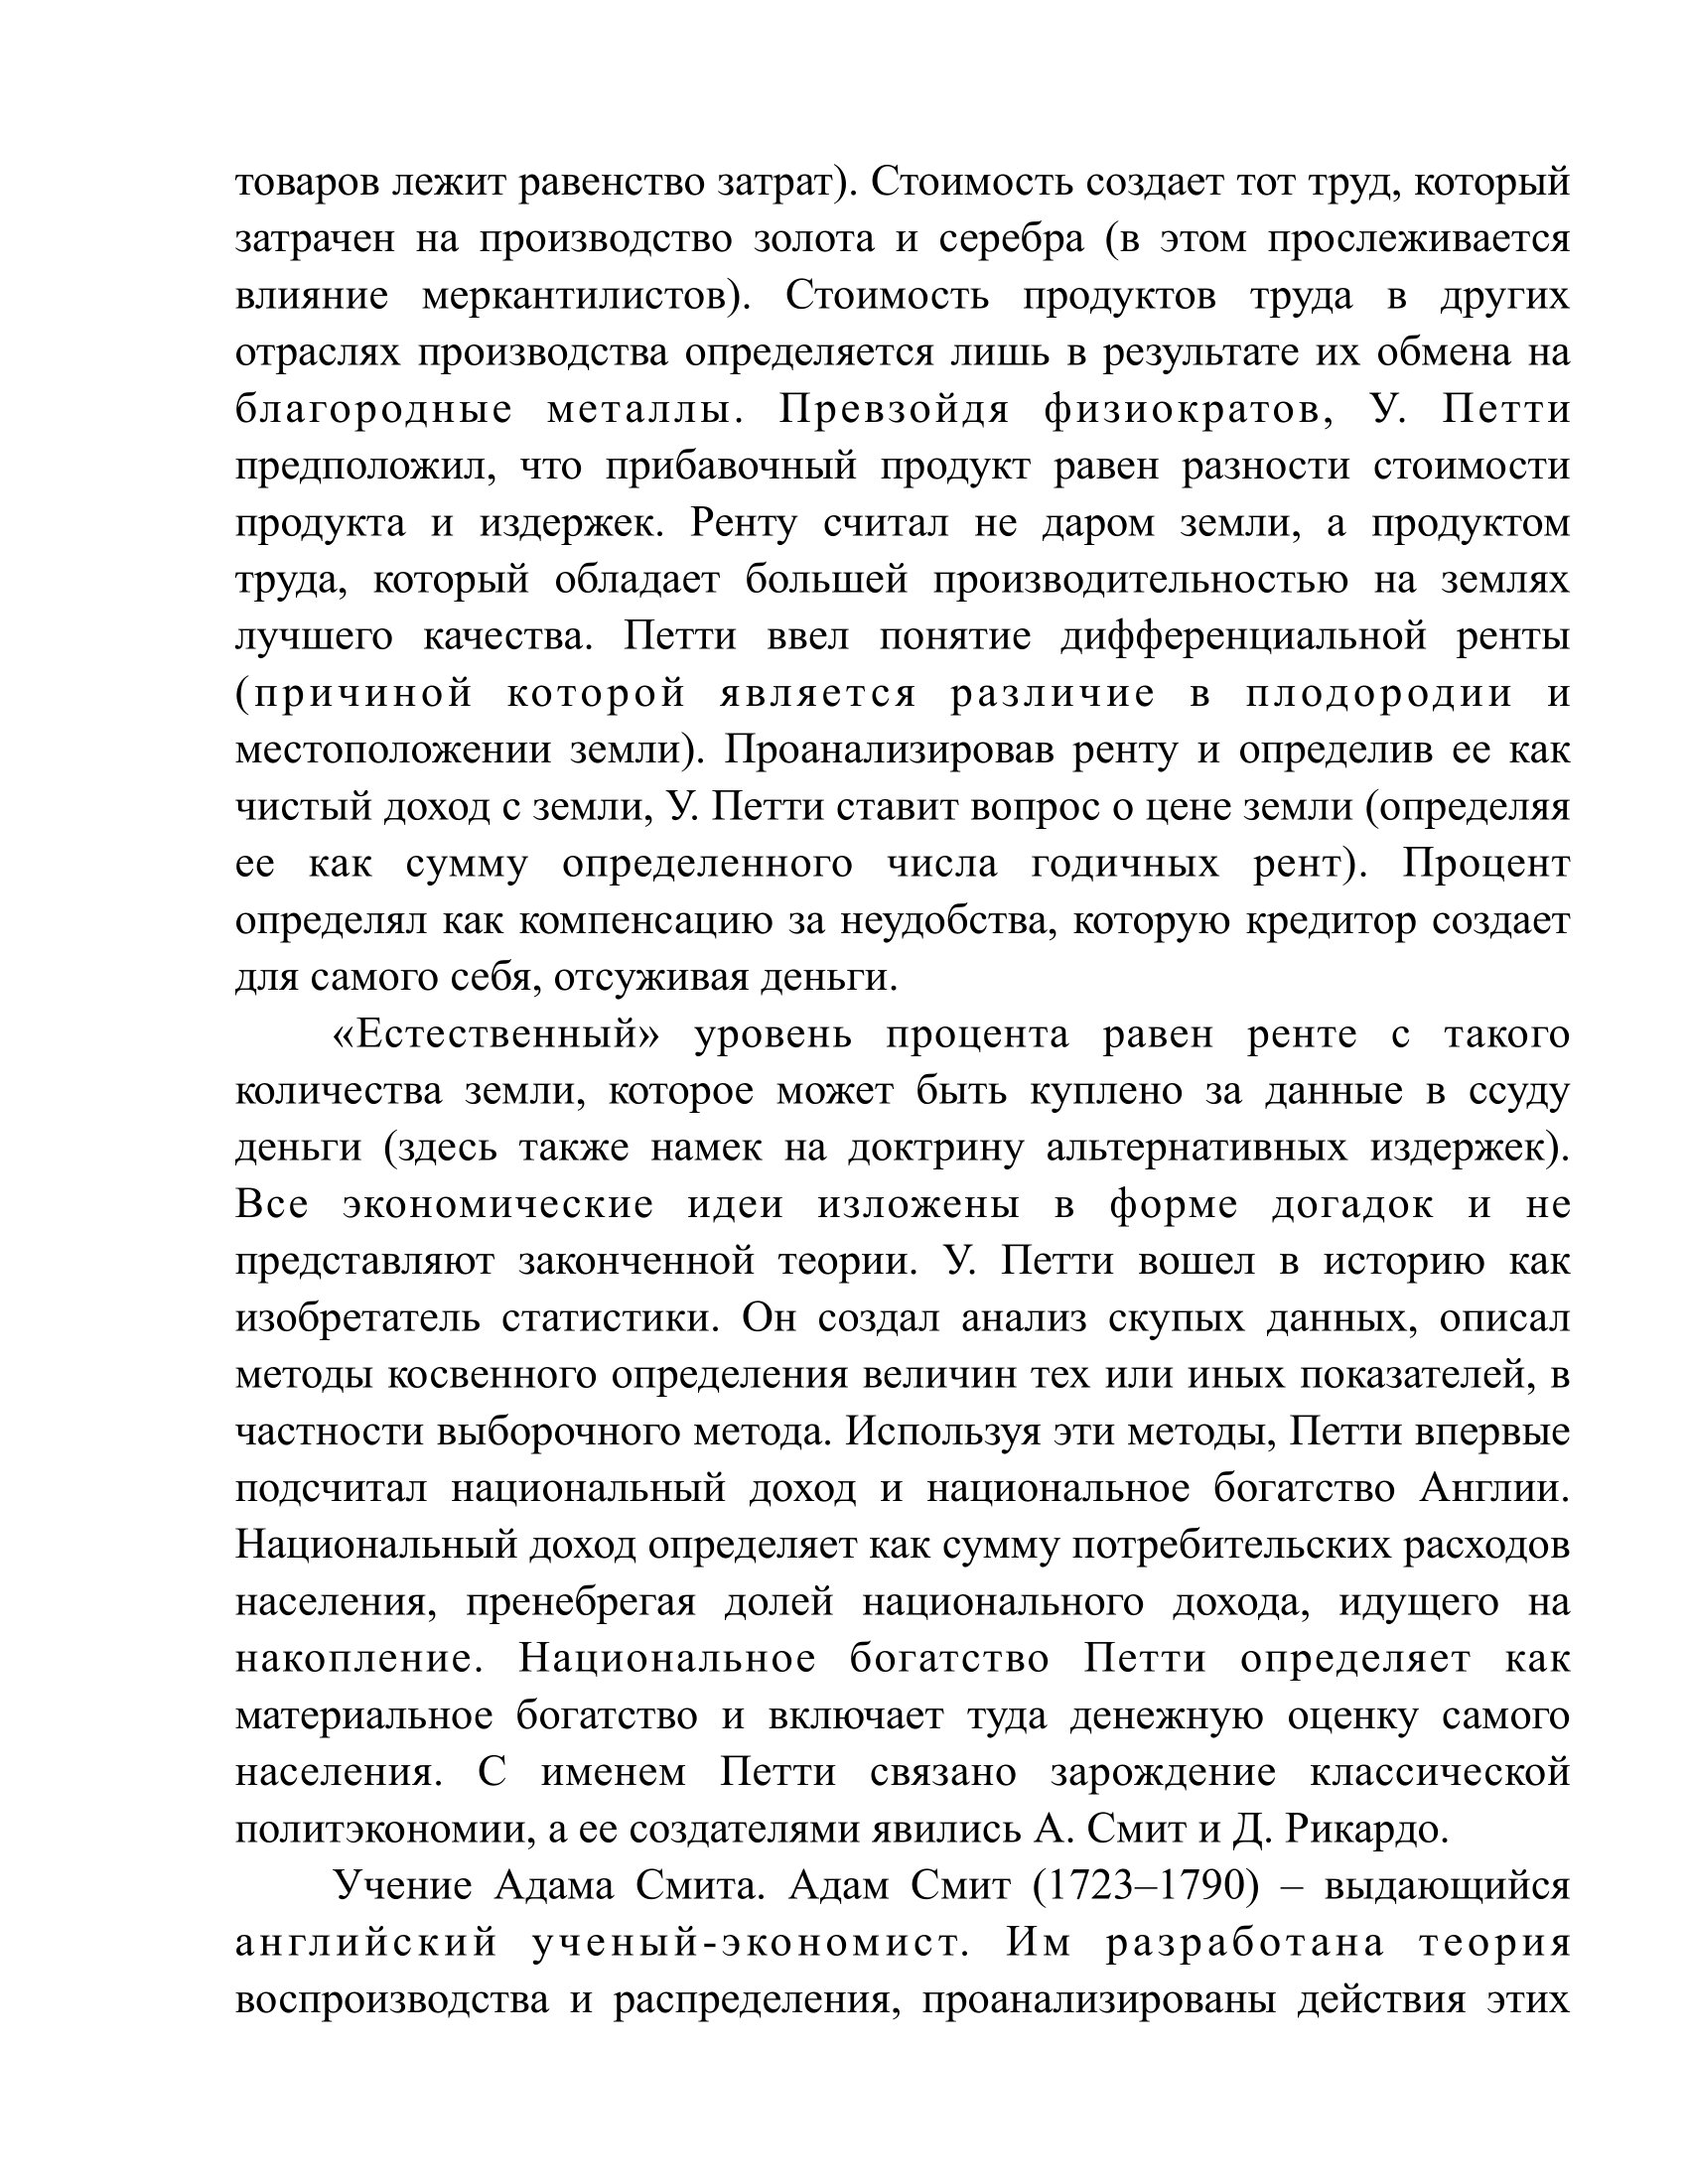 товаров лежит равенство затрат). Стоимость создает тот труд, который
затрачен на производство золота и серебра (в этом прослеживается
влияние меркантилистов). Стоимость продуктов труда в других
отраслях производства определяется лишь в результате их обмена на
благородные металлы. Превзойдя физиократов, У. Петти
предположил, что прибавочный продукт равен разности стоимости
продукта и издержек. Ренту считал не даром земли, а продуктом
труда, который обладает большей производительностью на землях
лучшего качества. Петти ввел понятие дифференциальной ренты
(причиной которой является различие в плодородии и
местоположении земли). Проанализировав ренту и определив ее как
чистый доход с земли, У. Петти ставит вопрос о цене земли (определяя
ее как сумму определенного числа годичных рент). Процент
определял как компенсацию за неудобства, которую кредитор создает
для самого себя, отсуживая деньги.
«Естественный» уровень процента равен ренте с такого
количества земли, которое может быть куплено за данные в ссуду
деньги (здесь также намек на доктрину альтернативных издержек).
Все экономические идеи изложены в форме догадок и не
представляют законченной теории. У. Петти вошел в историю как
изобретатель статистики. Он создал анализ скупых данных, описал
методы косвенного определения величин тех или иных показателей, в
частности выборочного метода. Используя эти методы, Петти впервые
подсчитал национальный доход и национальное богатство Англии.
Национальный доход определяет как сумму потребительских расходов
населения, пренебрегая долей национального дохода, идущего на
накопление. Национальное богатство Петти определяет как
материальное богатство и включает туда денежную оценку самого
населения. С именем Петти связано зарождение классической
политэкономии, а ее создателями явились А. Смит и Д. Рикардо.
Учение Адама Смита. Адам Смит (1723–1790) – выдающийся
английский ученый-экономист. Им разработана теория
воспроизводства и распределения, проанализированы действия этих